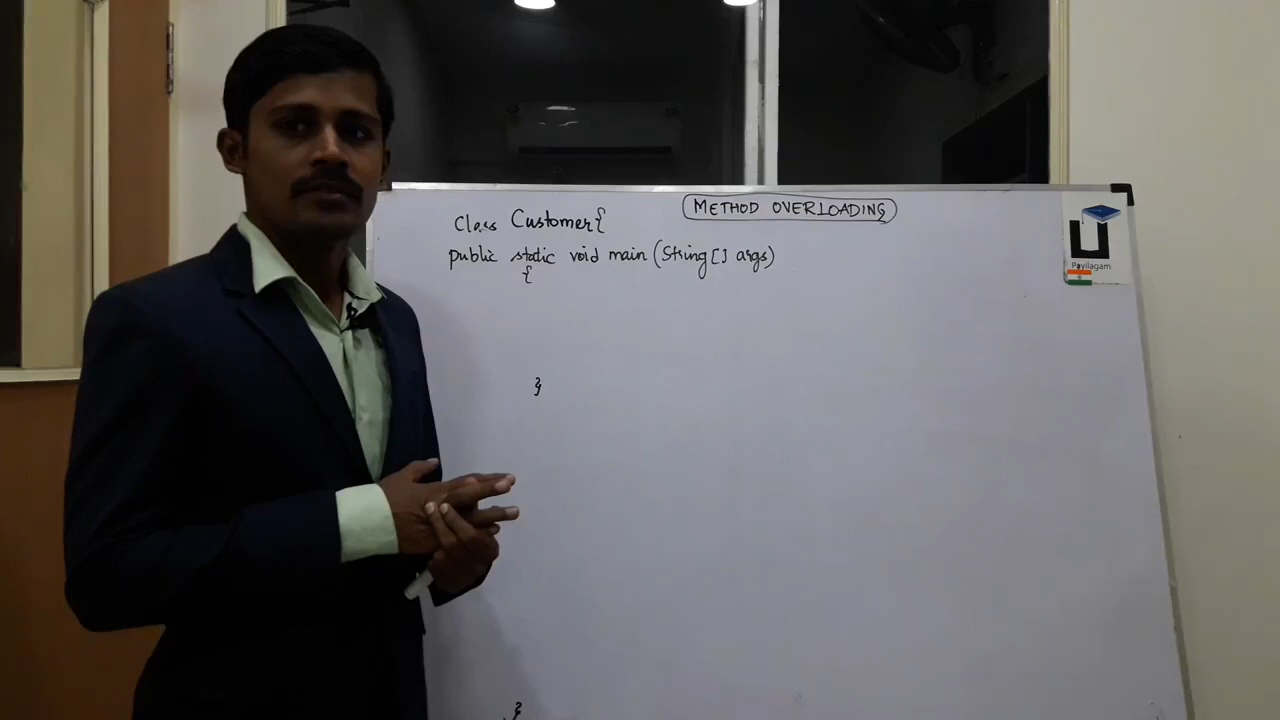 METHOD OVERLOADING
Class Customer{
public static void main (String [] args)
{
}
}
Payilagam